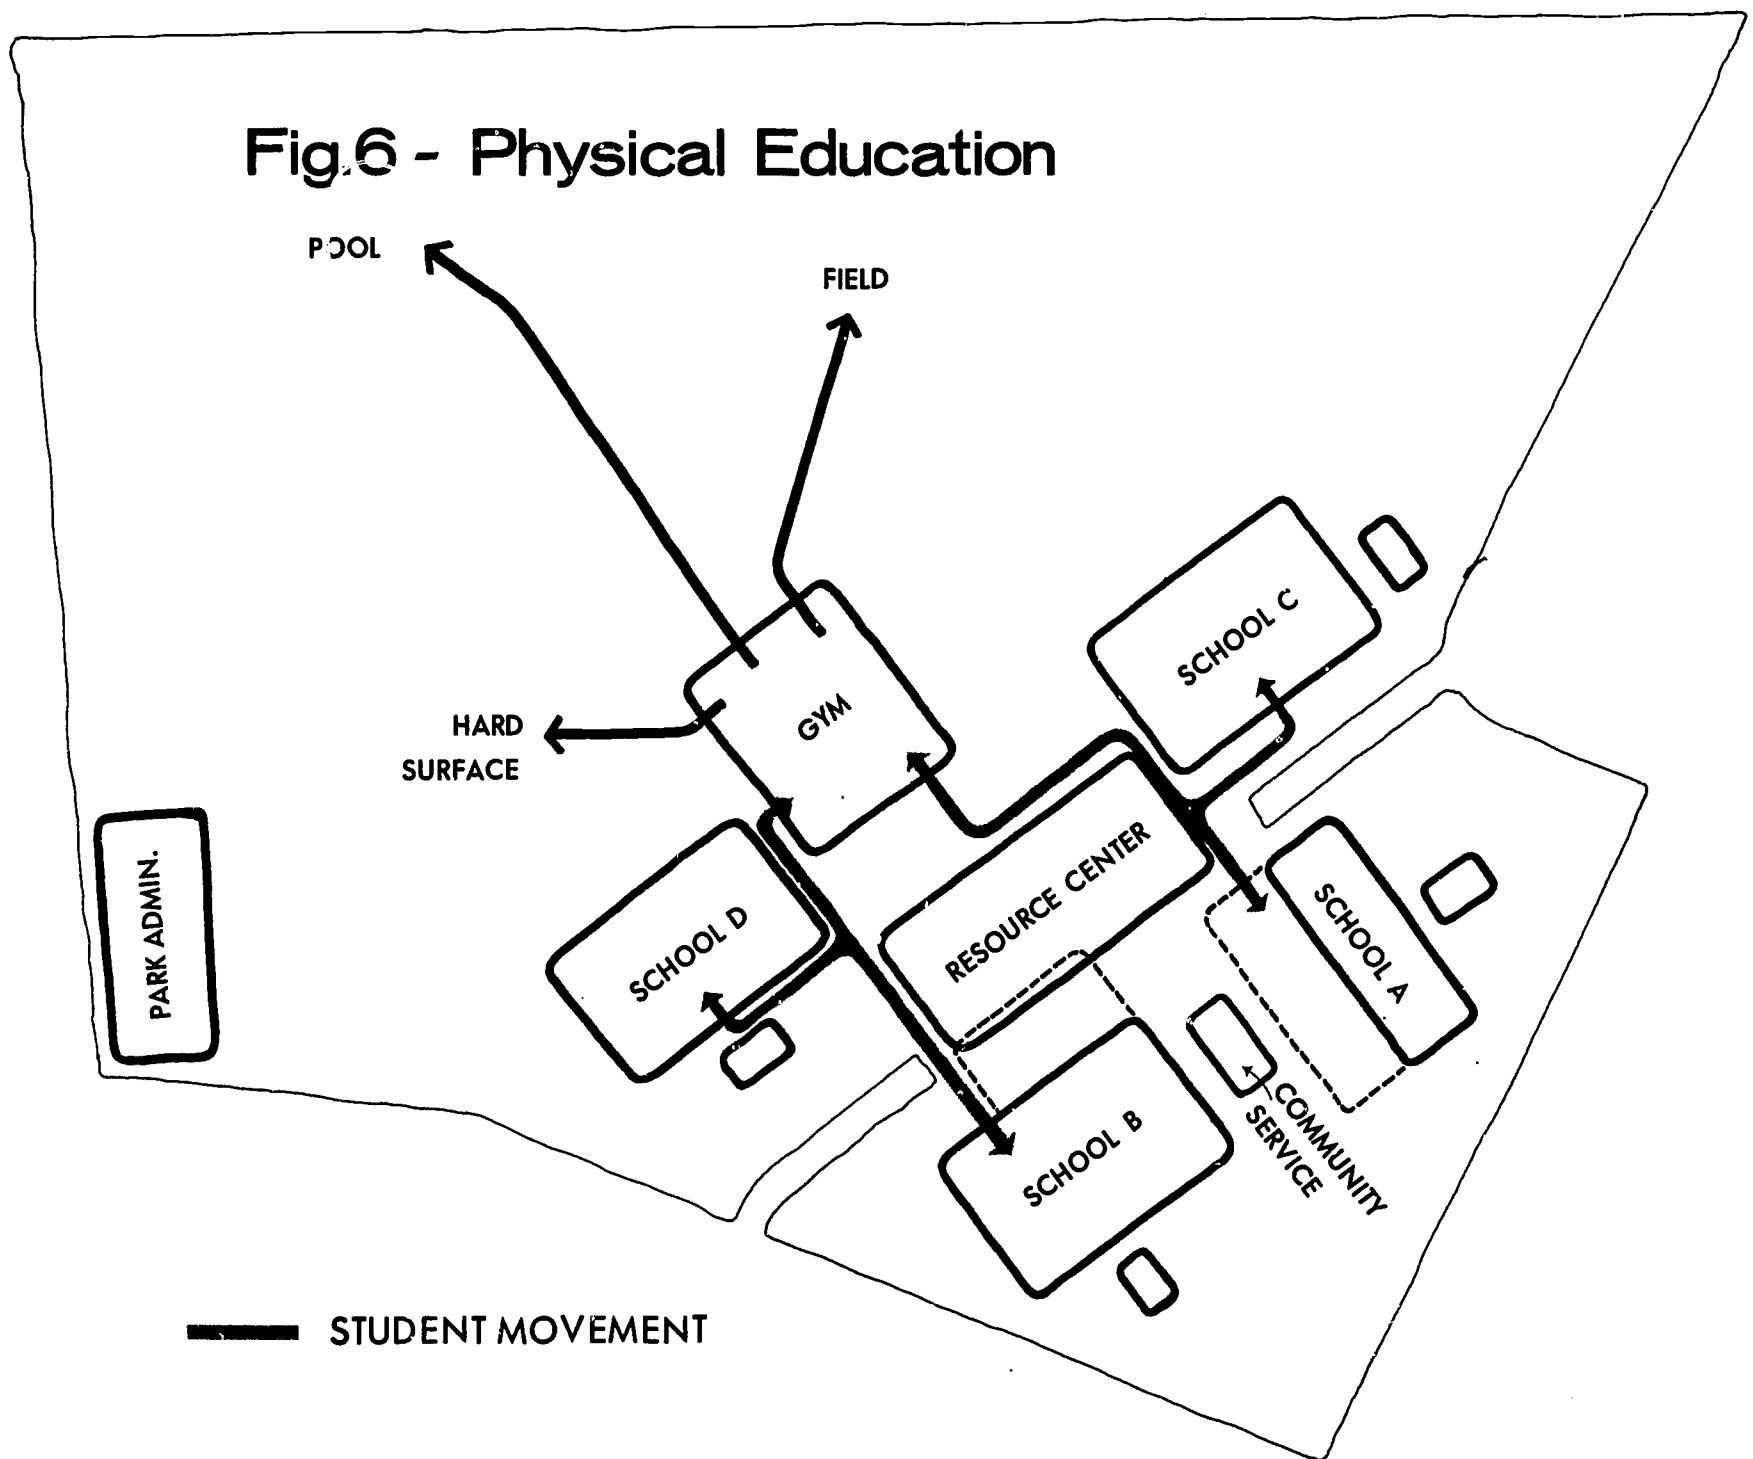 Fig.6 - Physical Education
POOL
FIELD
SCHOOL C
GYM
HARD
SURFACE
RESOURCE CENTER
PARK ADMIN.
SCHOOL D
SCHOOL A
SCHOOL B
COMMUNITY
SERVICE
STUDENT MOVEMENT